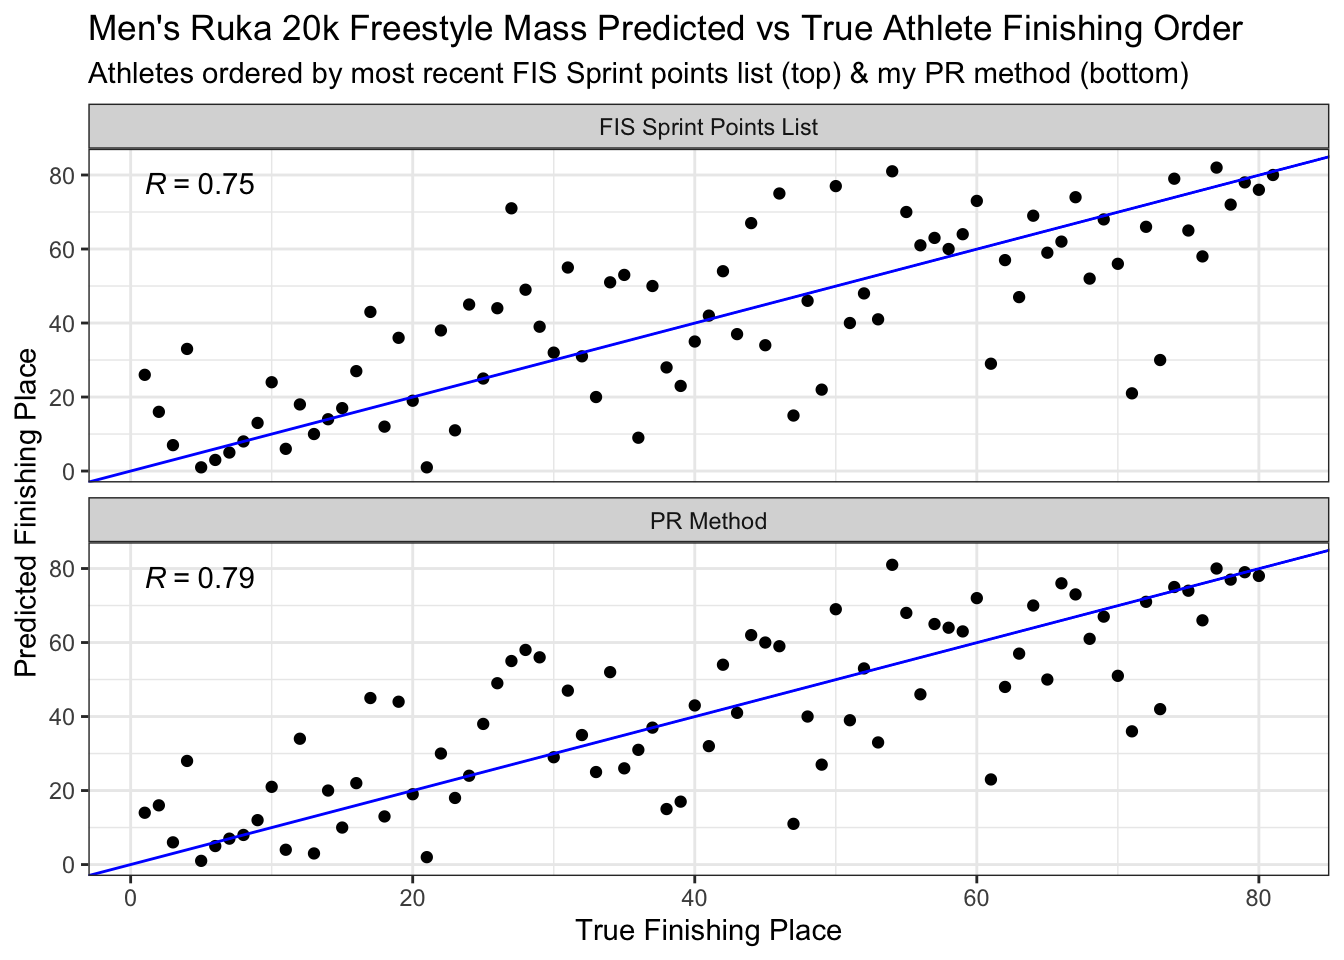 Men's Ruka 20k Freestyle Mass Predicted vs True Athlete Finishing Order
Athletes ordered by most recent FIS Sprint points list (top) & my PR method (bottom)
FIS Sprint Points List
R = 0.75
80
60
40
20
0
PR Method
R = 0.79
80
60
40
20
0
Predicted Finishing Place
0 20 40 60 80
True Finishing Place